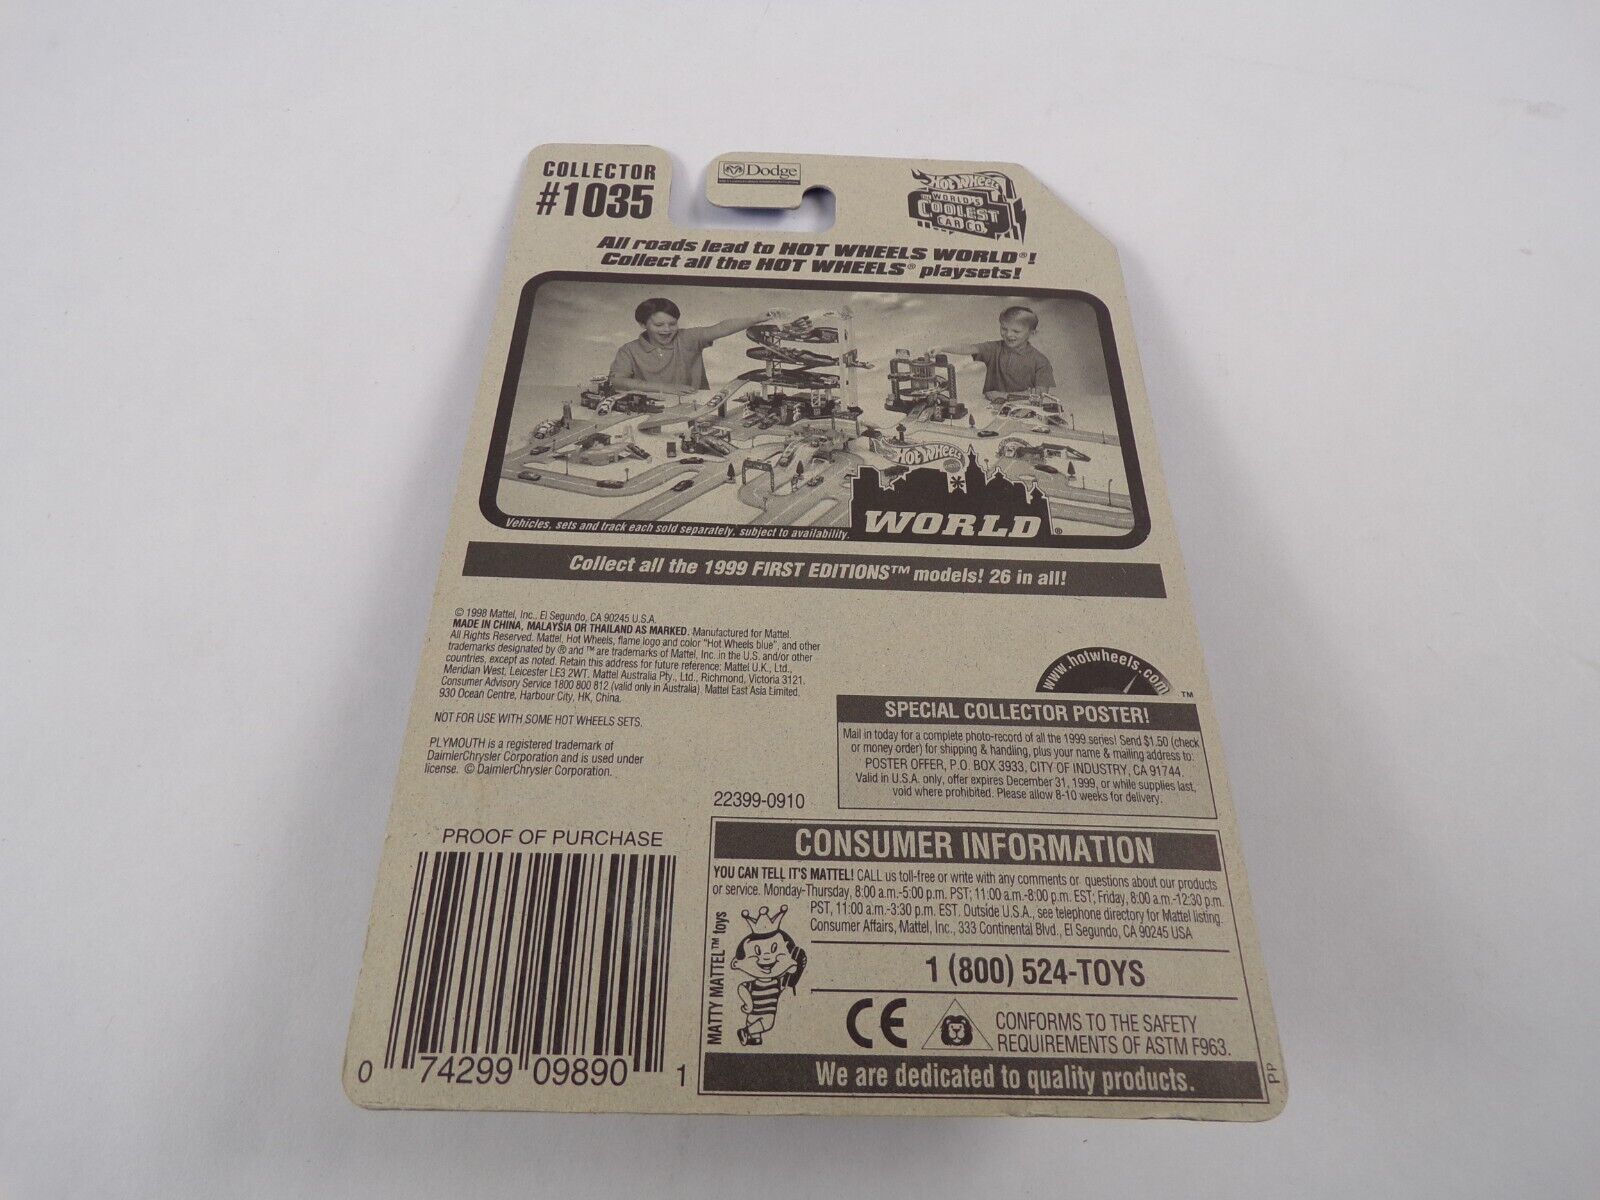 COLLECTOR
#1035
Dodge
HOT WHEELS
THE WORLD'S
COOLEST
CAR CO.
All roads lead to HOT WHEELS WORLD®!
Collect all the HOT WHEELS® playsets!
HOT WHEELS
WORLD®
Vehicles, sets and track each sold separately, subject to availability.
Collect all the 1999 FIRST EDITIONS™ models! 26 in all!
© 1998 Mattel, Inc., El Segundo, CA 90245 U.S.A.
MADE IN CHINA, MALAYSIA OR THAILAND AS MARKED. Manufactured for Mattel.
All Rights Reserved. Mattel, Hot Wheels, flame logo and color "Hot Wheels blue", and other
trademarks designated by ® and ™ are trademarks of Mattel, Inc. in the U.S. and/or other
countries, except as noted. Retain this address for future reference: Mattel U.K., Ltd.,
Meridian West, Leicester LE3 2WT. Mattel Australia Pty., Ltd., Richmond, Victoria 3121.
Consumer Advisory Service 1800 800 812 (valid only in Australia). Mattel East Asia Limited,
930 Ocean Centre, Harbour City, HK, China.
NOT FOR USE WITH SOME HOT WHEELS SETS.
PLYMOUTH is a registered trademark of
DaimlerChrysler Corporation and is used under
license. © DaimlerChrysler Corporation.
www.hotwheels.com
™
SPECIAL COLLECTOR POSTER!
Mail in today for a complete photo-record of all the 1999 series! Send $1.50 (check
or money order) for shipping & handling, plus your name & mailing address to:
POSTER OFFER, P.O. BOX 3933, CITY OF INDUSTRY, CA 91744.
Valid in U.S.A. only, offer expires December 31, 1999, or while supplies last,
void where prohibited. Please allow 8-10 weeks for delivery.
22399-0910
PROOF OF PURCHASE
0 74299 09890 1
CONSUMER INFORMATION
YOU CAN TELL IT'S MATTEL! CALL us toll-free or write with any comments or questions about our products
or service. Monday-Thursday, 8:00 a.m.-5:00 p.m. PST; 11:00 a.m.-8:00 p.m. EST; Friday, 8:00 a.m.-12:30 p.m.
PST, 11:00 a.m.-3:30 p.m. EST. Outside U.S.A., see telephone directory for Mattel listing.
Consumer Affairs, Mattel, Inc., 333 Continental Blvd., El Segundo, CA 90245 USA
MATTY MATTEL™ toys
1 (800) 524-TOYS
CE
CONFORMS TO THE SAFETY
REQUIREMENTS OF ASTM F963.
We are dedicated to quality products.
PP